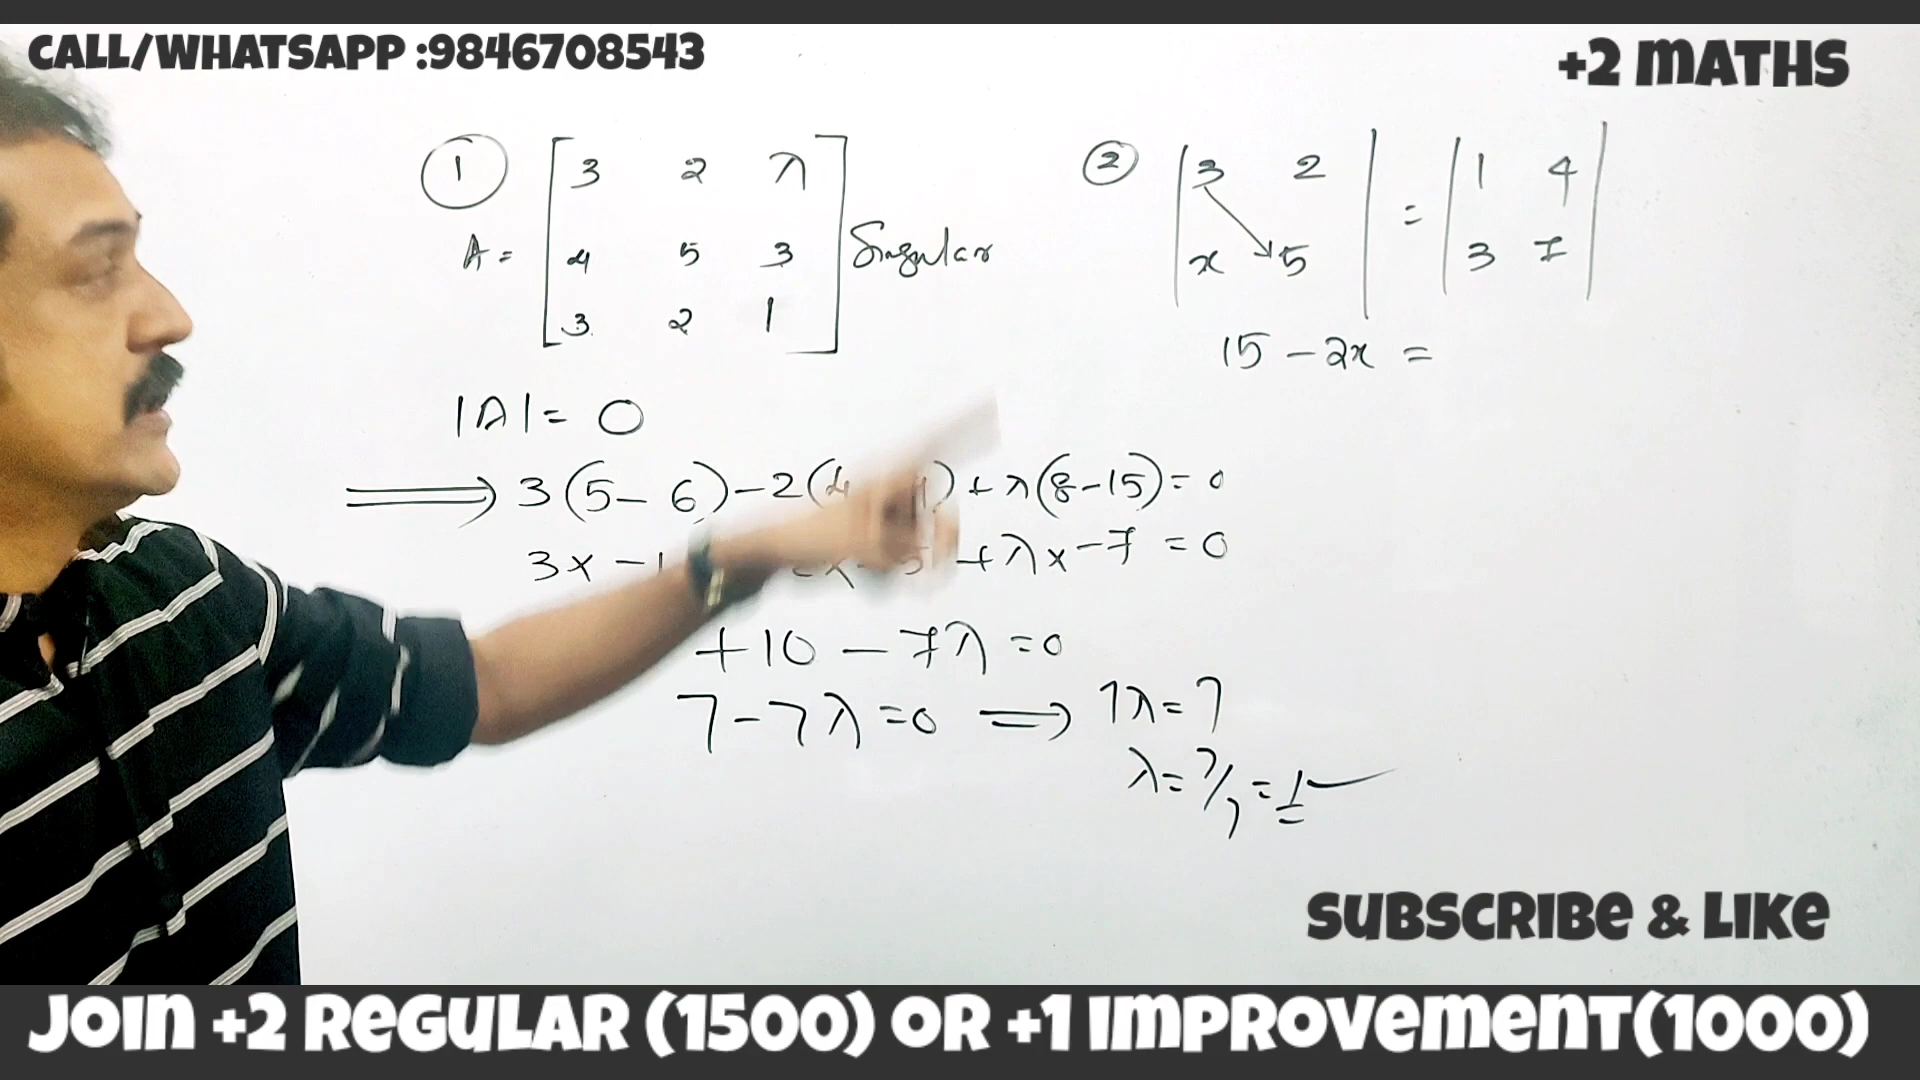 CALL/WHATSAPP :9846708543
+2 MATHS
① [3 2 λ
A = 4 5 3
3 2 1] Singular
|A| = 0
⟹ 3(5 - 6) - 2(4 ) + λ(8-15) = 0
3x - 1 + λx - 7 = 0
+10 - 7λ = 0
7 - 7λ = 0 ⟹ 7λ = 7
λ = 7/7 = 1
② |3 2| = |1 4|
|x 5| |3 7|
15 - 2x =
SUBSCRIBE & LIKE
JOIN +2 REGULAR (1500) OR +1 IMPROVEMENT(1000)